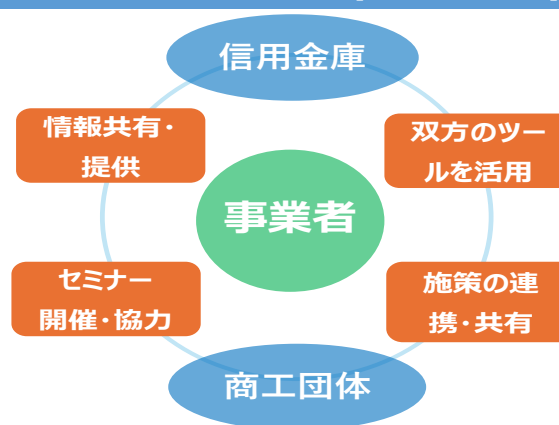 信用金庫
情報共有・
提供
双方のツー
ルを活用
事業者
セミナー
開催・協力
施策の連
携・共有
商工団体